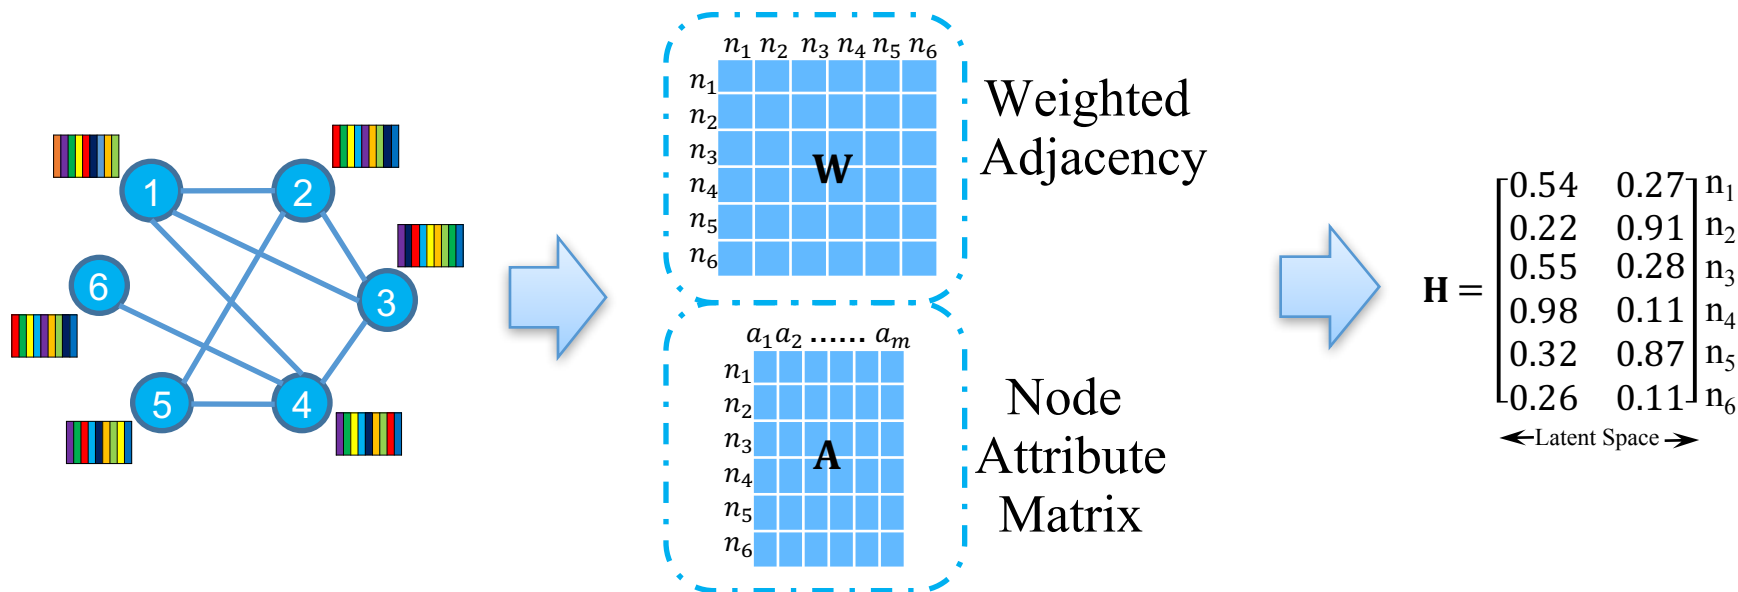 1
2
3
6
5
4
n1 n2 n3 n4 n5 n6
n1
n2
n3
n4
n5
n6
W
Weighted
Adjacency
a1 a2 ...... am
n1
n2
n3
n4
n5
n6
A
Node
Attribute
Matrix
H =
0.54 0.27 n1
0.22 0.91 n2
0.55 0.28 n3
0.98 0.11 n4
0.32 0.87 n5
0.26 0.11 n6
Latent Space